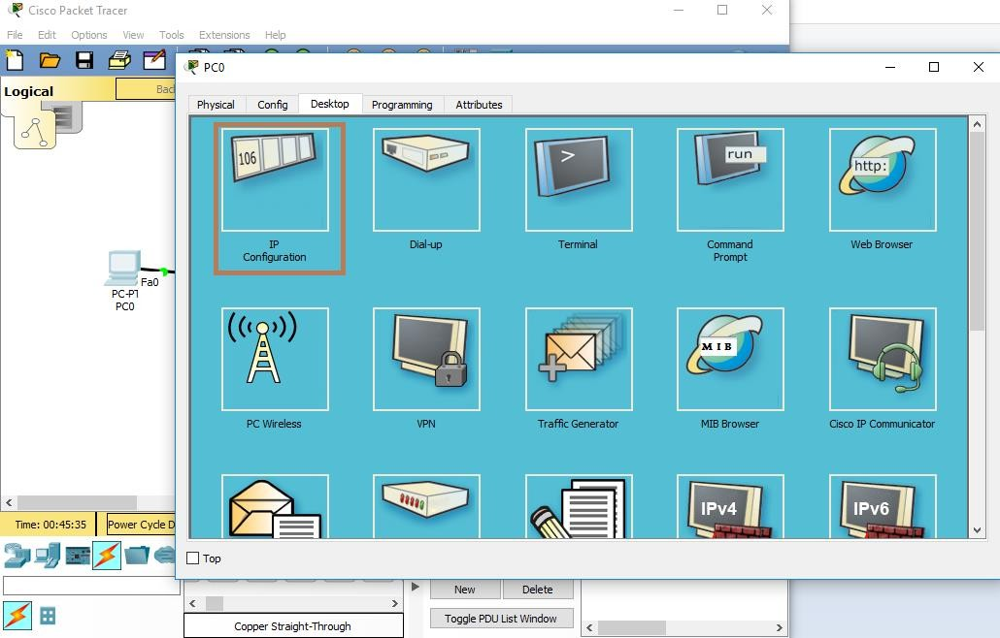 Cisco Packet Tracer
File Edit Options View Tools Extensions Help
PC0
Logical
Back
Physical Config Desktop Programming Attributes
106
>
run
http:
IP
Configuration
Dial-up
Terminal
Command
Prompt
Web Browser
Fa0
PC-PT
PC0
MIB
PC Wireless
VPN
Traffic Generator
MIB Browser
Cisco IP Communicator
IPv4
IPv6
Time: 00:45:35
Power Cycle D
Top
New
Delete
Toggle PDU List Window
Copper Straight-Through